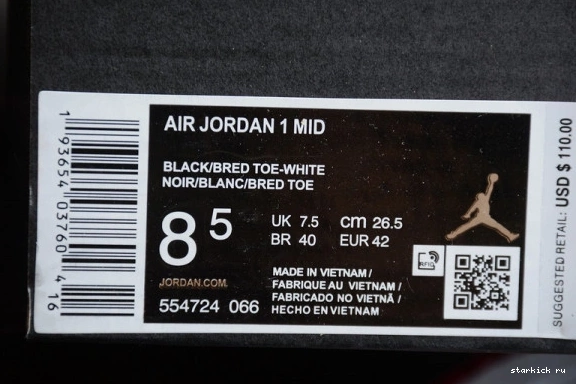 AIR JORDAN 1 MID
BLACK/BRED TOE-WHITE
NOIR/BLANC/BRED TOE
8 5
UK 7.5 cm 26.5
BR 40 EUR 42
JORDAN.COM
554724 066
MADE IN VIETNAM /
FABRIQUE AU VIETNAM /
FABRICADO NO VIETNÃ /
HECHO EN VIETNAM
RFID
1 93654 03760 4 16
SUGGESTED RETAIL: USD $ 110.00
starkick ru